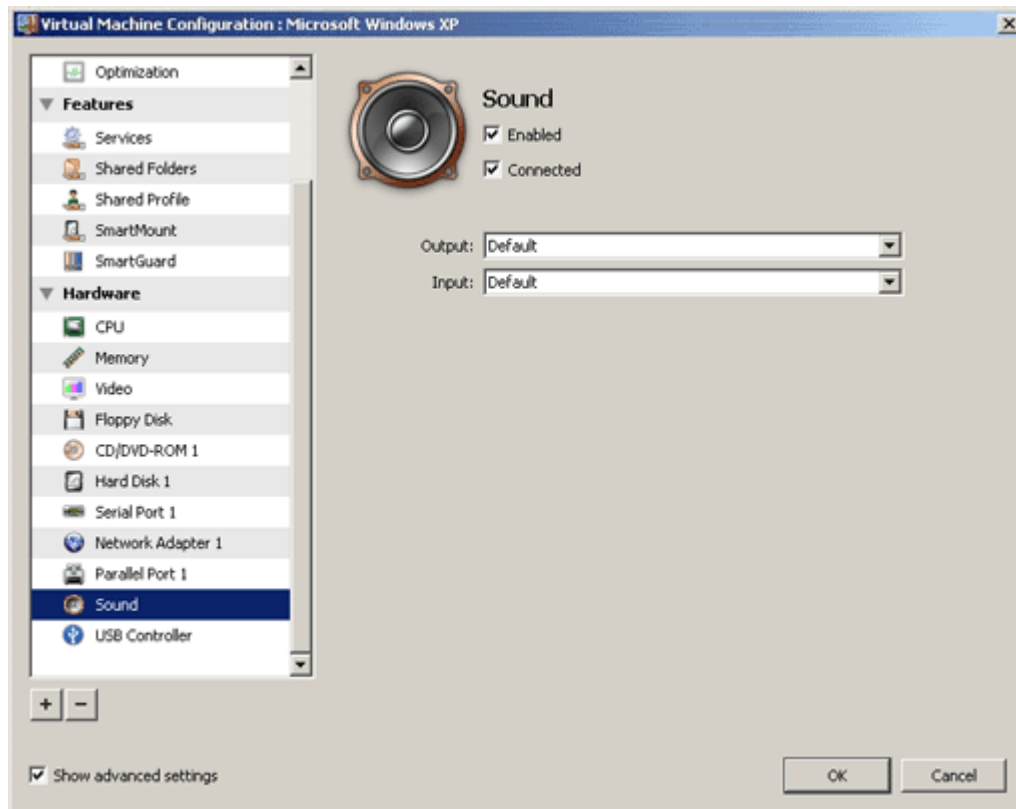 Virtual Machine Configuration : Microsoft Windows XP
Optimization
Features
Services
Shared Folders
Shared Profile
SmartMount
SmartGuard
Hardware
CPU
Memory
Video
Floppy Disk
CD/DVD-ROM 1
Hard Disk 1
Serial Port 1
Network Adapter 1
Parallel Port 1
Sound
USB Controller
Sound
Enabled
Connected
Output: Default
Input: Default
Show advanced settings
OK
Cancel